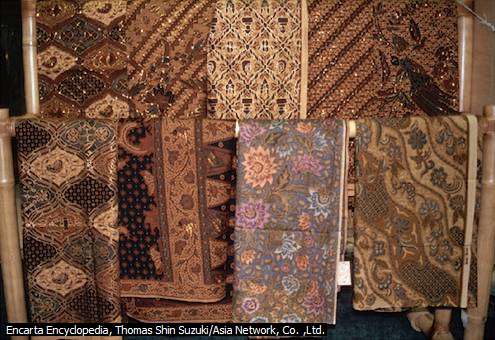 Encarta Encyclopedia, Thomas Shin Suzuki/Asia Network, Co. ,Ltd.